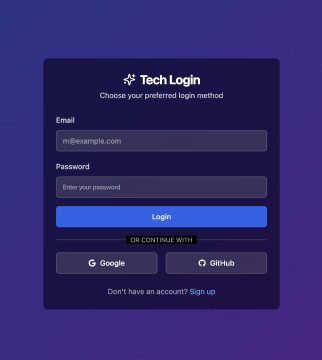 Tech Login
Choose your preferred login method
Email
m@example.com
Password
Enter your password
Login
OR CONTINUE WITH
Google
GitHub
Don't have an account? Sign up